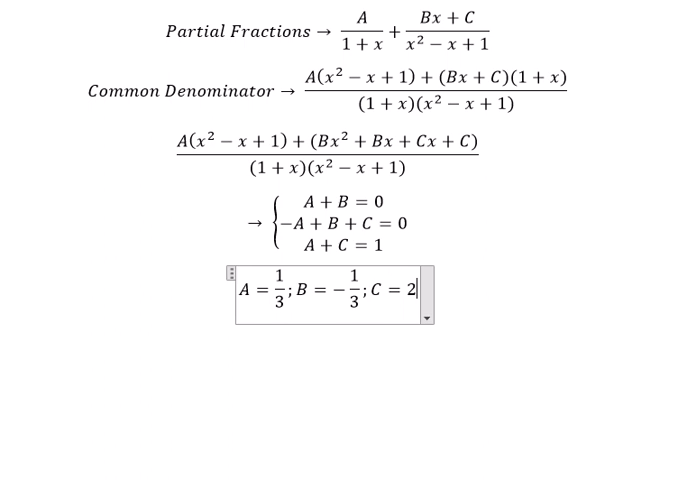 Partial Fractions → A/(1 + x) + (Bx + C)/(x² − x + 1)
Common Denominator → (A(x² − x + 1) + (Bx + C)(1 + x))/((1 + x)(x² − x + 1))
(A(x² − x + 1) + (Bx² + Bx + Cx + C))/((1 + x)(x² − x + 1))
→ { A + B = 0
−A + B + C = 0
A + C = 1
A = 1/3; B = −1/3; C = 2